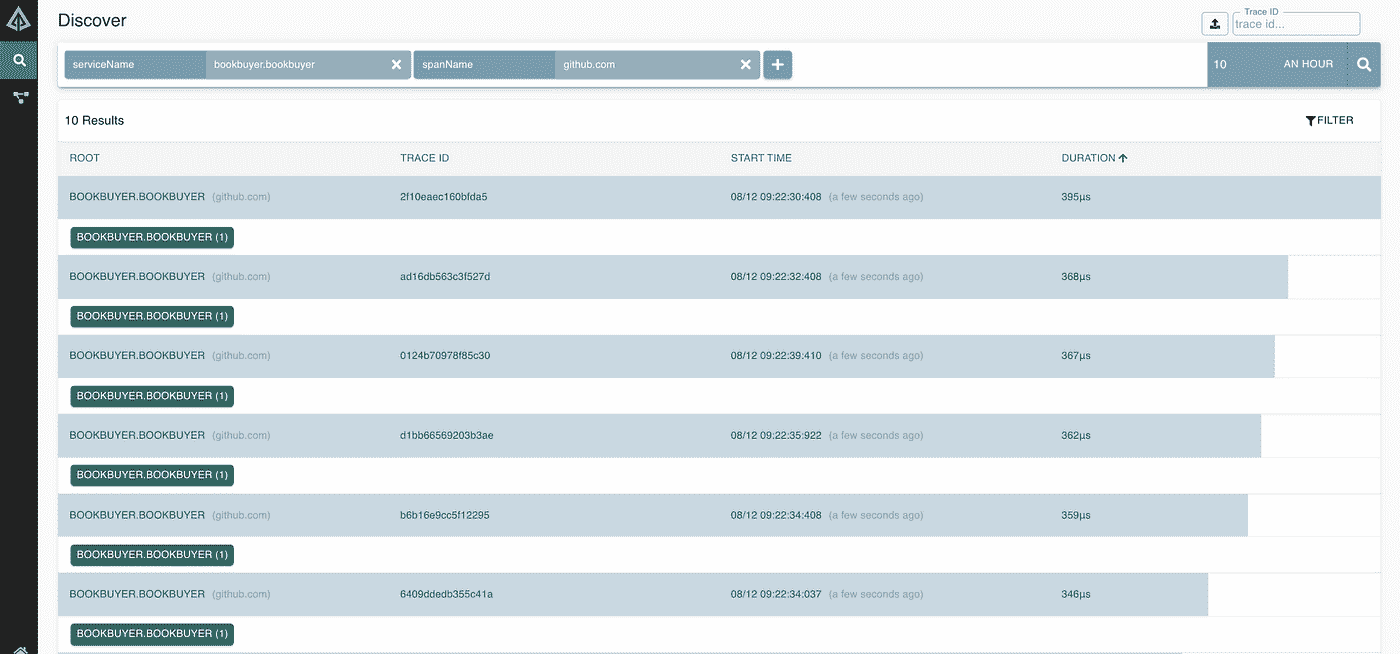 Discover
Trace ID
trace id...
serviceName bookbuyer.bookbuyer spanName github.com 10 AN HOUR
10 Results FILTER
ROOT TRACE ID START TIME DURATION
BOOKBUYER.BOOKBUYER (github.com) 2f10eaec160bfda5 08/12 09:22:30:408 (a few seconds ago) 395μs
BOOKBUYER.BOOKBUYER (1)
BOOKBUYER.BOOKBUYER (github.com) ad16db563c3f527d 08/12 09:22:32:408 (a few seconds ago) 368μs
BOOKBUYER.BOOKBUYER (1)
BOOKBUYER.BOOKBUYER (github.com) 0124b70978f85c30 08/12 09:22:39:410 (a few seconds ago) 367μs
BOOKBUYER.BOOKBUYER (1)
BOOKBUYER.BOOKBUYER (github.com) d1bb66569203b3ae 08/12 09:22:35:922 (a few seconds ago) 362μs
BOOKBUYER.BOOKBUYER (1)
BOOKBUYER.BOOKBUYER (github.com) b6b16e9cc5f12295 08/12 09:22:34:408 (a few seconds ago) 359μs
BOOKBUYER.BOOKBUYER (1)
BOOKBUYER.BOOKBUYER (github.com) 6409ddedb355c41a 08/12 09:22:34:037 (a few seconds ago) 346μs
BOOKBUYER.BOOKBUYER (1)